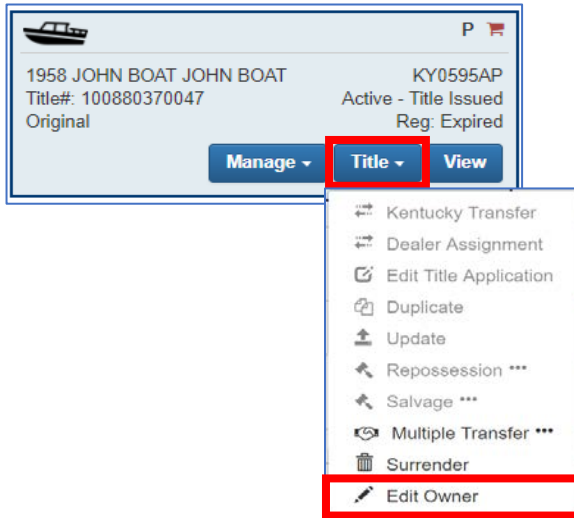 P
1958 JOHN BOAT JOHN BOAT KY0595AP
Title#: 100880370047 Active - Title Issued
Original Reg: Expired
Manage Title View
Kentucky Transfer
Dealer Assignment
Edit Title Application
Duplicate
Update
Repossession •••
Salvage •••
Multiple Transfer •••
Surrender
Edit Owner